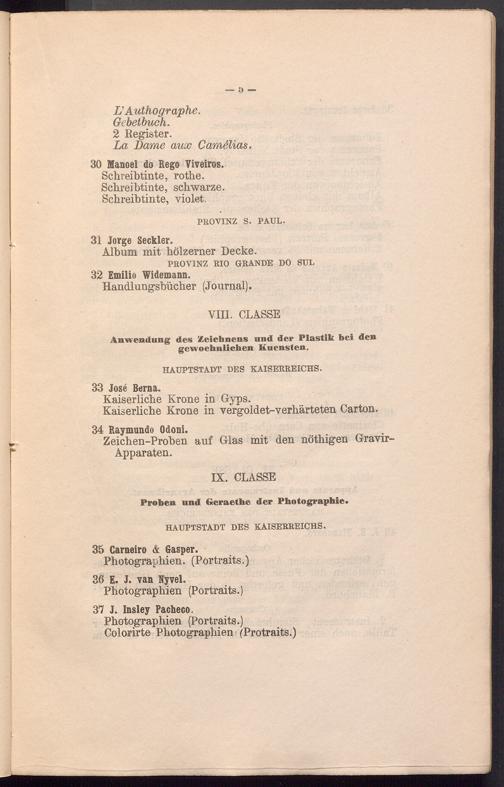 — 5 —
L'Authographe.
Gebetbuch.
2 Register.
La Dame aux Camélias.
30 Manoel do Rego Viveiros.
Schreibtinte, rothe.
Schreibtinte, schwarze.
Schreibtinte, violet.
PROVINZ S. PAUL.
31 Jorge Seckler.
Album mit hölzerner Decke.
PROVINZ RIO GRANDE DO SUL
32 Emilio Widemann.
Handlungsbücher (Journal).
VIII. CLASSE
Anwendung des Zeichnens und der Plastik bei den
gewoehnlichen Kuensten.
HAUPTSTADT DES KAISERREICHS.
33 José Berna.
Kaiserliche Krone in Gyps.
Kaiserliche Krone in vergoldet-verhärteten Carton.
34 Raymundo Odoni.
Zeichen-Proben auf Glas mit den nöthigen Gravir-
Apparaten.
IX. CLASSE
Proben und Geraethe der Photographie.
HAUPTSTADT DES KAISERREICHS.
35 Carneiro & Gasper.
Photographien. (Portraits.)
36 E. J. van Nyvel.
Photographien (Portraits.)
37 J. Insley Pacheco.
Photographien (Portraits.)
Colorirte Photographien (Protraits.)